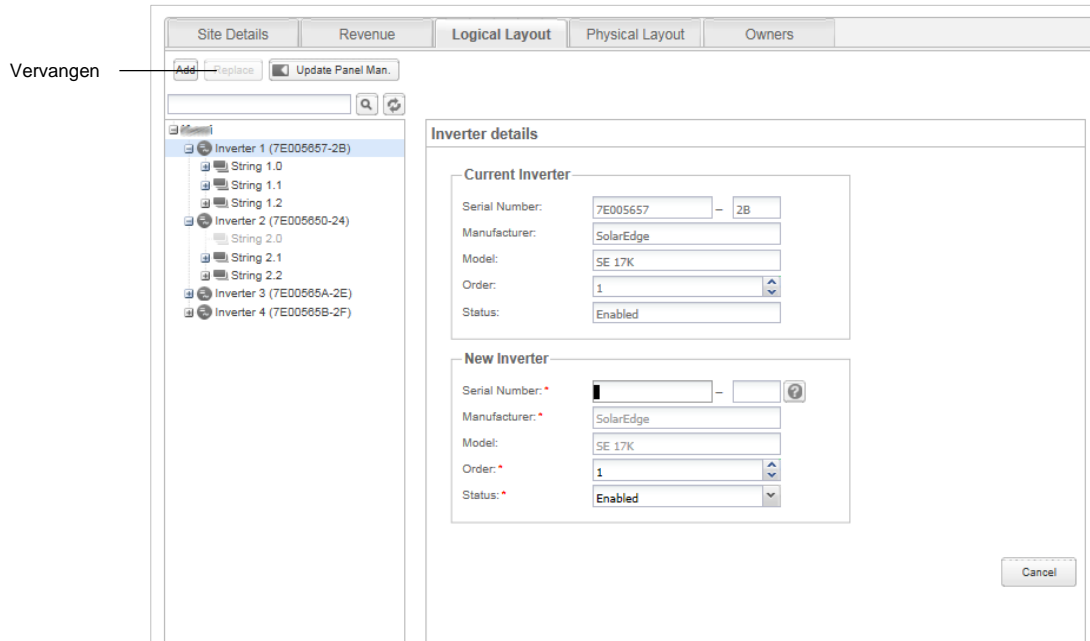 Site Details Revenue Logical Layout Physical Layout Owners
Vervangen
Add Replace Update Panel Man.
Inverter 1 (7E005657-2B)
String 1.0
String 1.1
String 1.2
Inverter 2 (7E005650-24)
String 2.0
String 2.1
String 2.2
Inverter 3 (7E00565A-2E)
Inverter 4 (7E00565B-2F)
Inverter details
Current Inverter
Serial Number: 7E005657 – 2B
Manufacturer: SolarEdge
Model: SE 17K
Order: 1
Status: Enabled
New Inverter
Serial Number:* –
Manufacturer:* SolarEdge
Model: SE 17K
Order:* 1
Status:* Enabled
Cancel